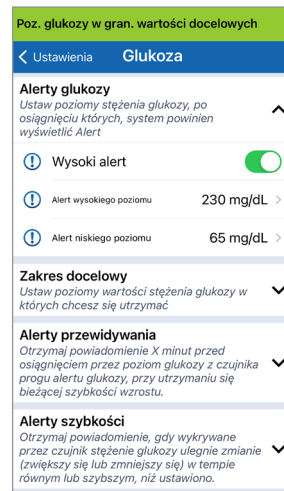 Poz. glukozy w gran. wartości docelowych
Ustawienia Glukoza
Alerty glukozy
Ustaw poziomy stężenia glukozy, po
osiągnięciu których, system powinien
wyświetlić Alert
Wysoki alert
Alert wysokiego poziomu 230 mg/dL
Alert niskiego poziomu 65 mg/dL
Zakres docelowy
Ustaw poziomy wartości stężenia glukozy w
których chcesz się utrzymać
Alerty przewidywania
Otrzymaj powiadomienie X minut przed
osiągnięciem przez poziom glukozy z czujnika
progu alertu glukozy, przy utrzymaniu się
bieżącej szybkości wzrostu.
Alerty szybkości
Otrzymaj powiadomienie, gdy wykrywane
przez czujnik stężenie glukozy ulegnie zmianie
(zwiększy się lub zmniejszy się) w tempie
równym lub szybszym, niż ustawiono.